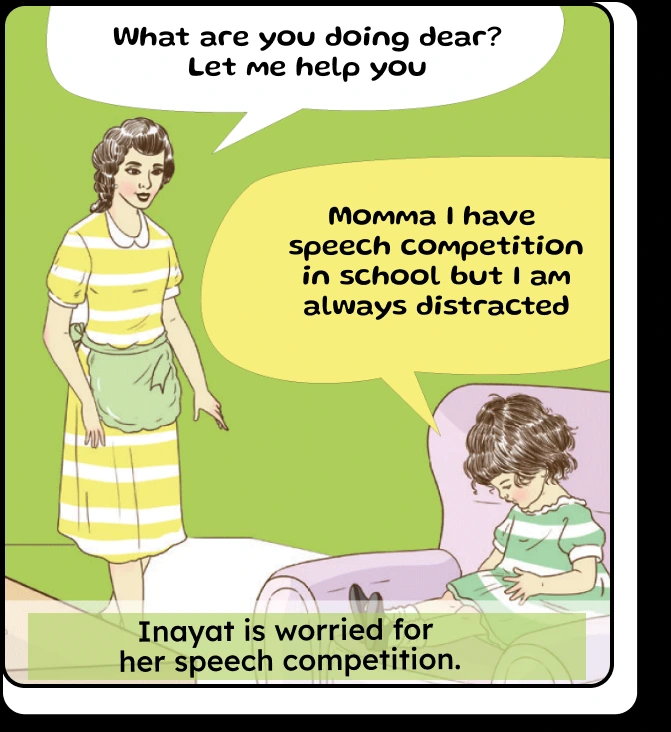 What are you doing dear?
Let me help you
Momma I have
speech competition
in school but I am
always distracted
Inayat is worried for
her speech competition.